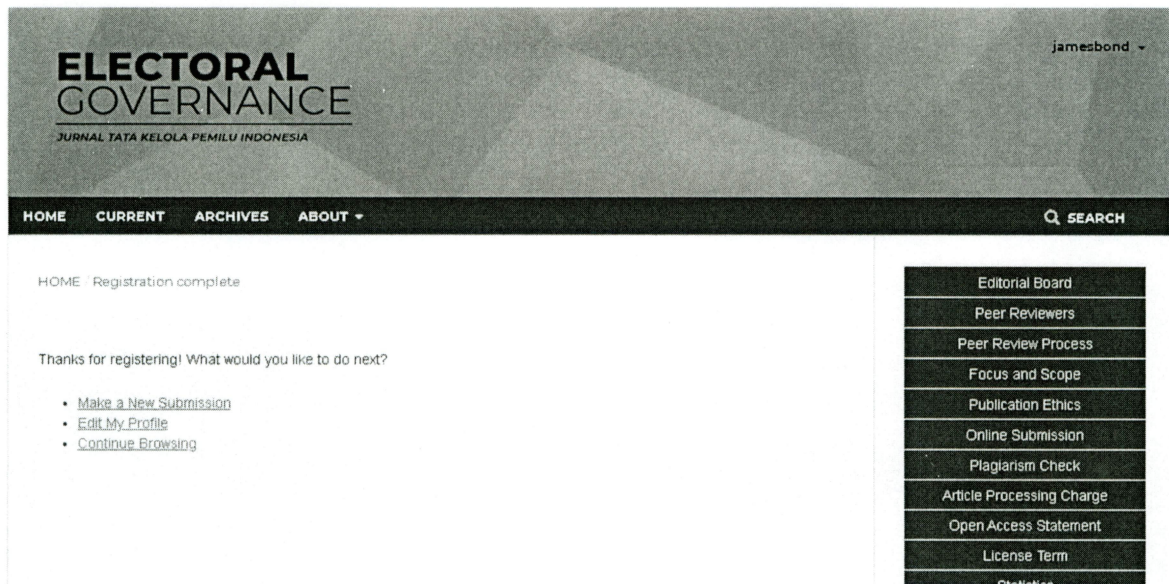 jamesbond
ELECTORAL
GOVERNANCE
JURNAL TATA KELOLA PEMILU INDONESIA
HOME CURRENT ARCHIVES ABOUT SEARCH
HOME / Registration complete
Thanks for registering! What would you like to do next?
• Make a New Submission
• Edit My Profile
• Continue Browsing
Editorial Board
Peer Reviewers
Peer Review Process
Focus and Scope
Publication Ethics
Online Submission
Plagiarism Check
Article Processing Charge
Open Access Statement
License Term
Statistics